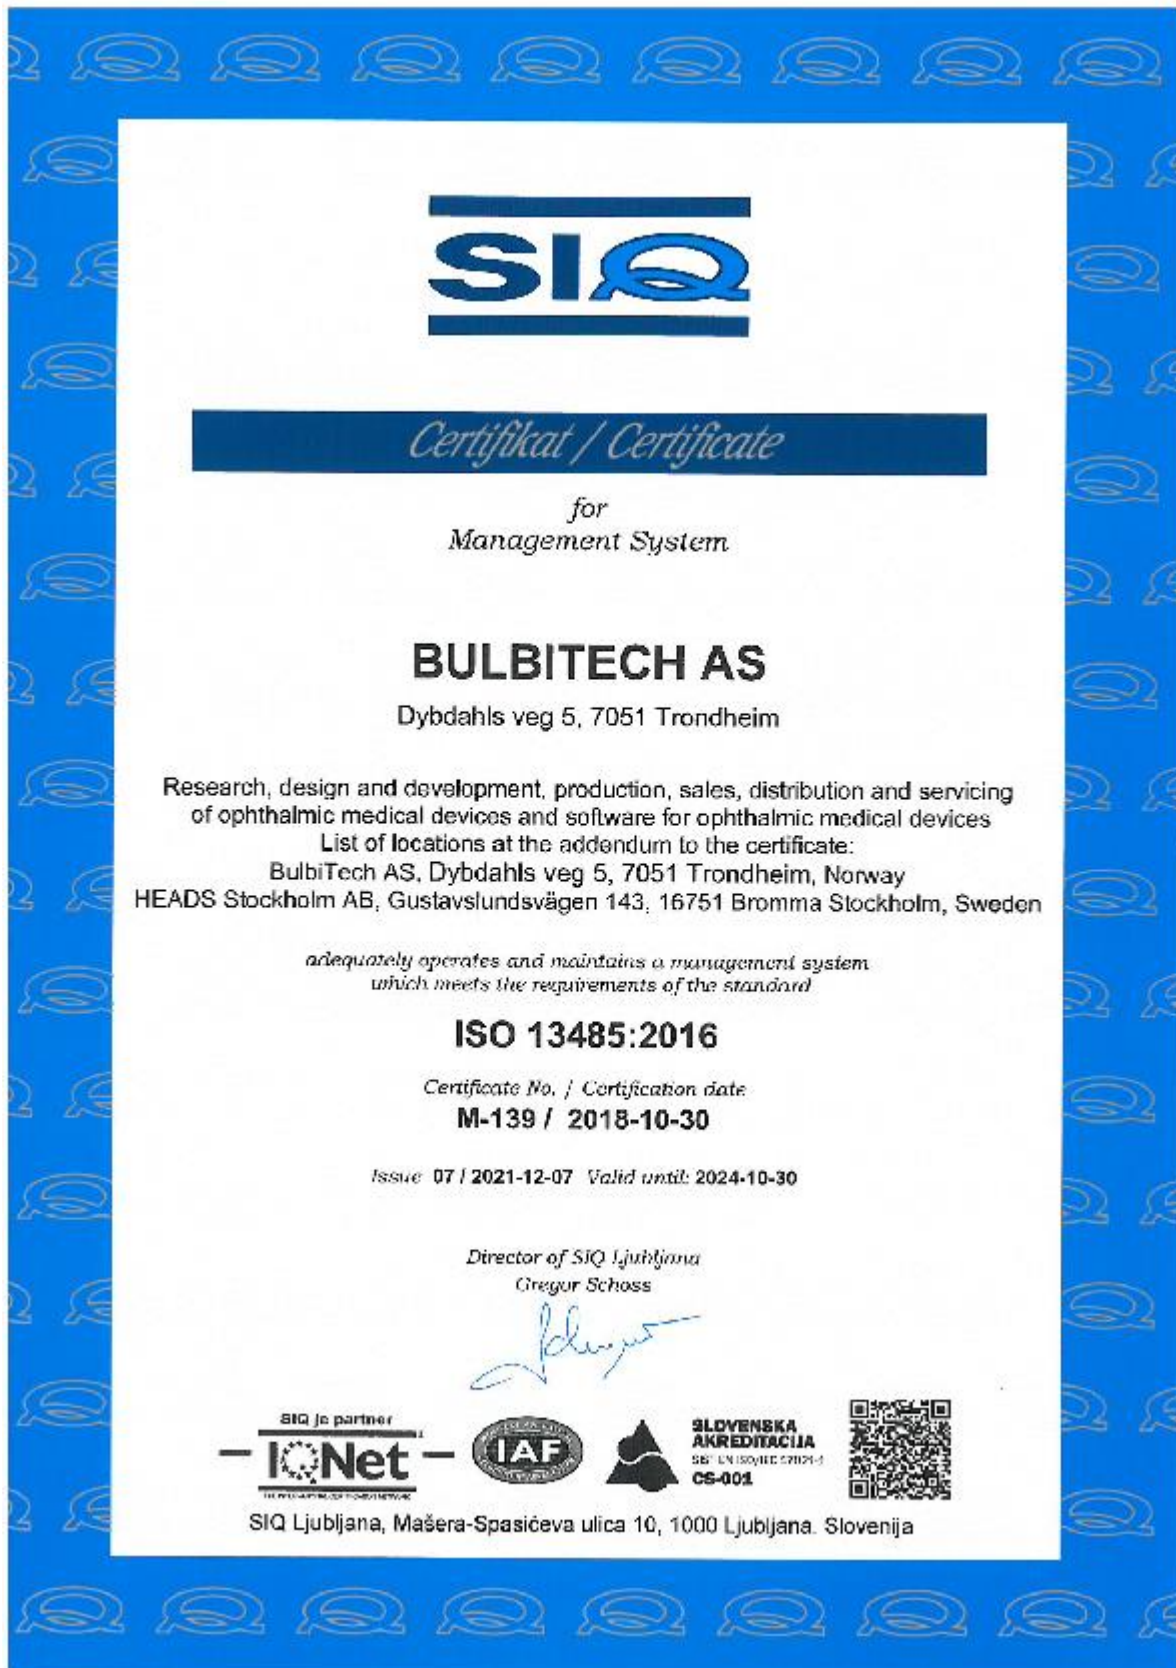 SIQ
Certifikat / Certificate
for
Management System
BULBITECH AS
Dybdahls veg 5, 7051 Trondheim
Research, design and development, production, sales, distribution and servicing
of ophthalmic medical devices and software for ophthalmic medical devices
List of locations at the addendum to the certificate:
BulbiTech AS, Dybdahls veg 5, 7051 Trondheim, Norway
HEADS Stockholm AB, Gustavslundsvägen 143, 16751 Bromma Stockholm, Sweden
adequately operates and maintains a management system
which meets the requirements of the standard
ISO 13485:2016
Certificate No. / Certification date
M-139 / 2018-10-30
Issue 07 / 2021-12-07 Valid until: 2024-10-30
Director of SIQ Ljubljana
Gregor Schoss
SIQ je partner
IQNet
IAF
SLOVENSKA
AKREDITACIJA
SIST EN ISO/IEC 17021-1
CS-001
SIQ Ljubljana, Mašera-Spasićeva ulica 10, 1000 Ljubljana. Slovenija